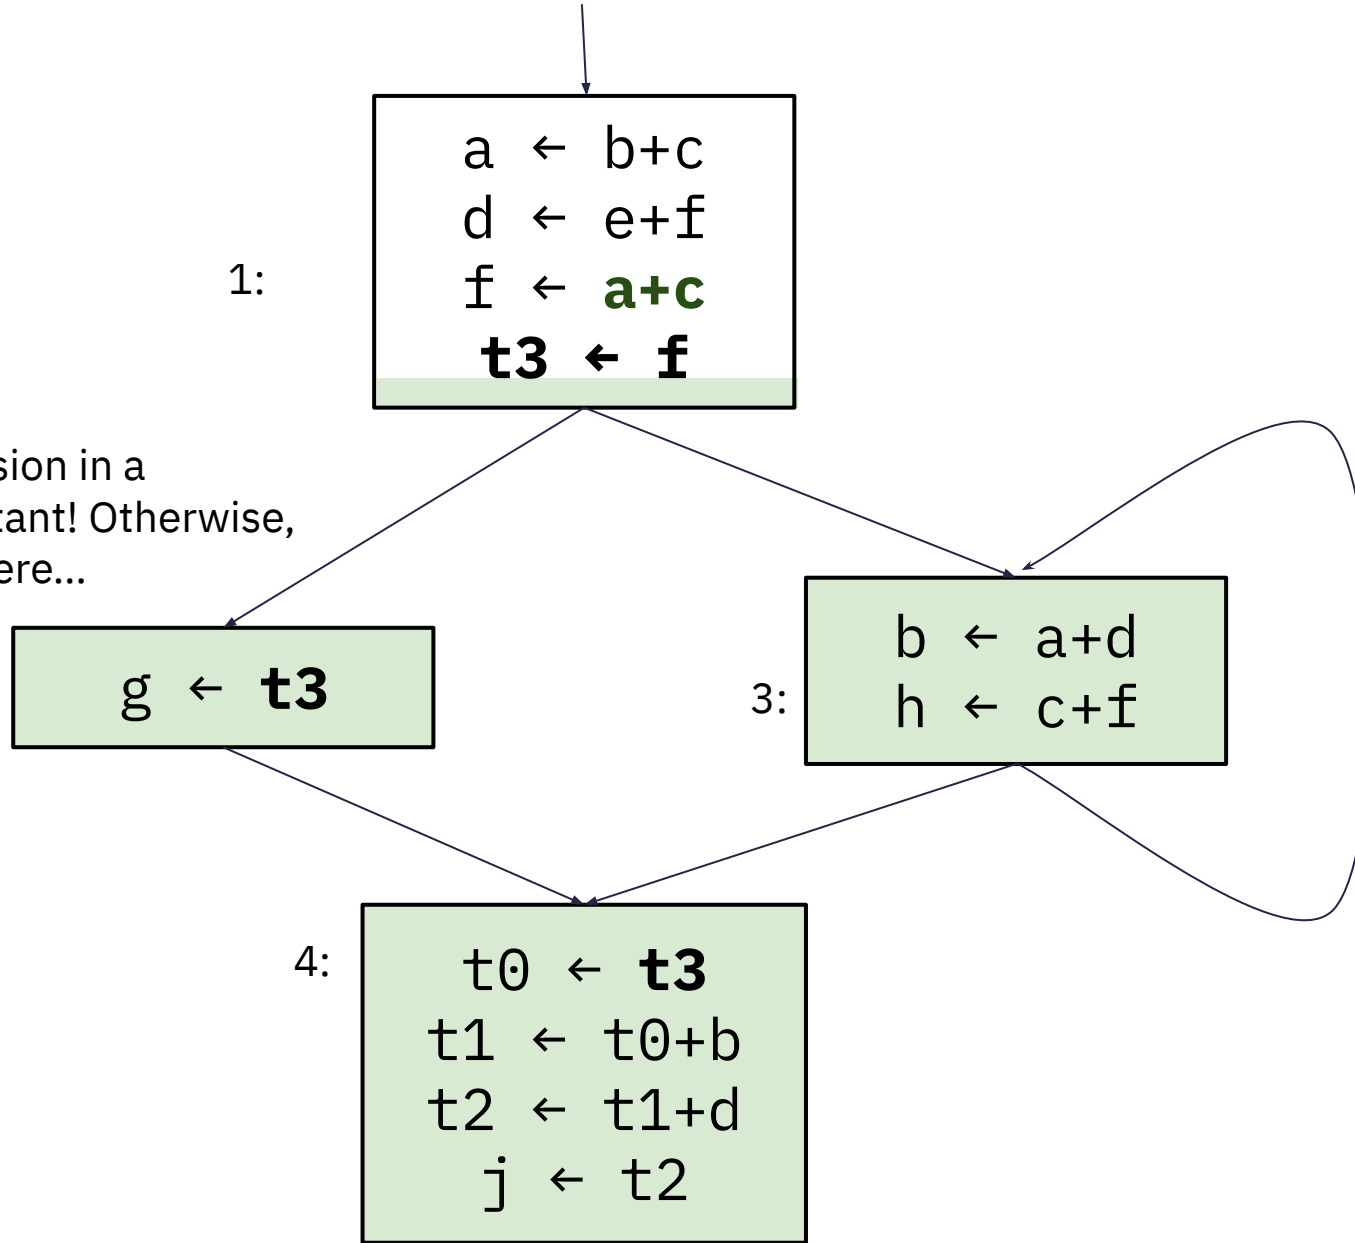 a ← b+c
d ← e+f
1:
f ← a+c
t3 ← f
sion in a
tant! Otherwise,
ere...
g ← t3
3:
b ← a+d
h ← c+f
4:
t0 ← t3
t1 ← t0+b
t2 ← t1+d
j ← t2